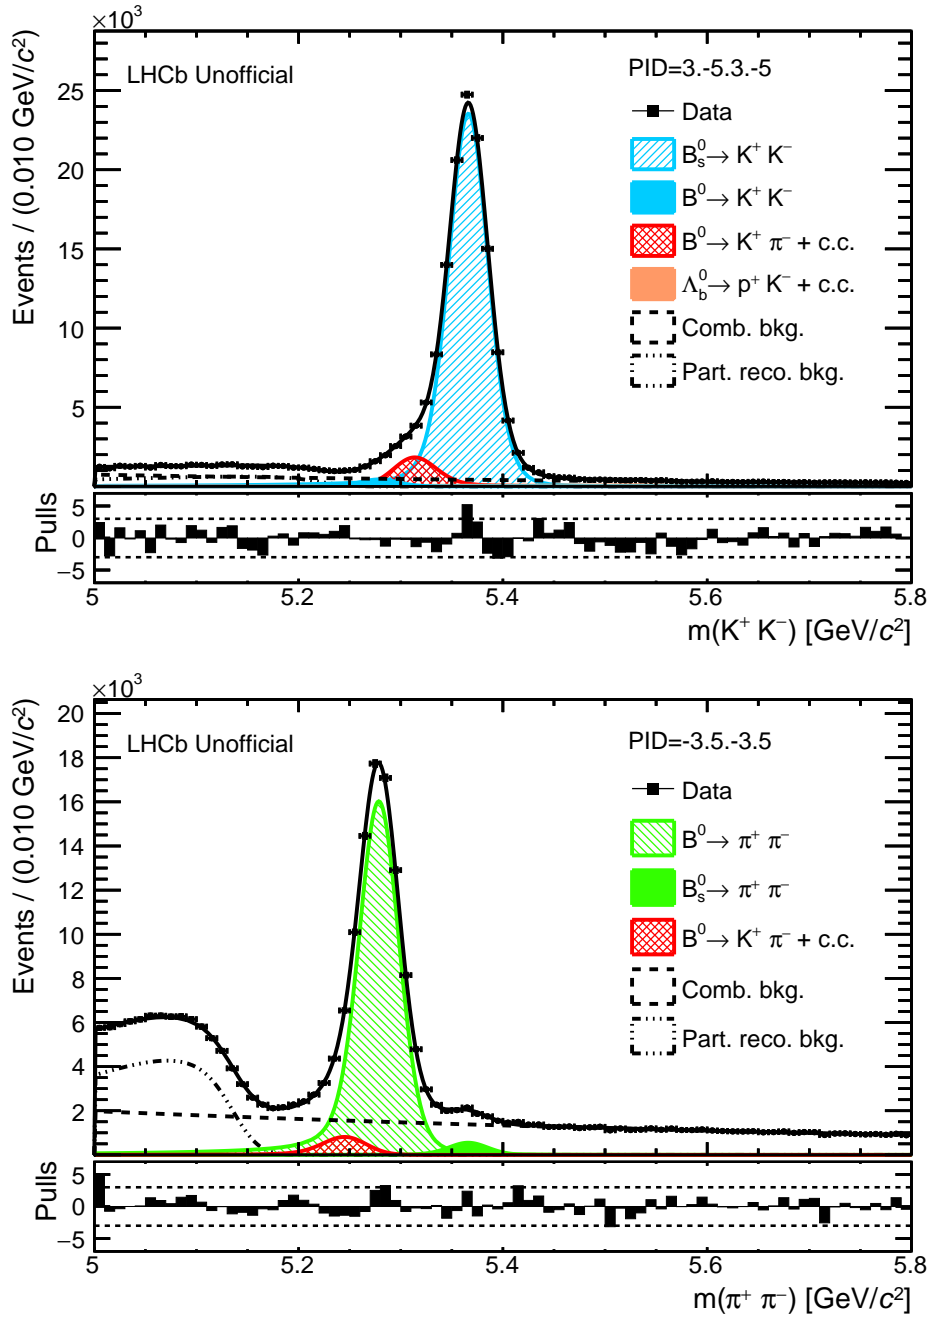 ×10³
Events / (0.010 GeV/c²)
LHCb Unofficial
PID=3.-5.3.-5
Data
B⁰ₛ → K⁺ K⁻
B⁰ → K⁺ K⁻
B⁰ → K⁺ π⁻ + c.c.
Λ⁰_b → p⁺ K⁻ + c.c.
Comb. bkg.
Part. reco. bkg.
25
20
15
10
5
Pulls
5
0
−5
5 5.2 5.4 5.6 5.8
m(K⁺ K⁻) [GeV/c²]
×10³
Events / (0.010 GeV/c²)
LHCb Unofficial
PID=-3.5.-3.5
Data
B⁰ → π⁺ π⁻
B⁰ₛ → π⁺ π⁻
B⁰ → K⁺ π⁻ + c.c.
Comb. bkg.
Part. reco. bkg.
20
18
16
14
12
10
8
6
4
2
Pulls
5
0
−5
5 5.2 5.4 5.6 5.8
m(π⁺ π⁻) [GeV/c²]